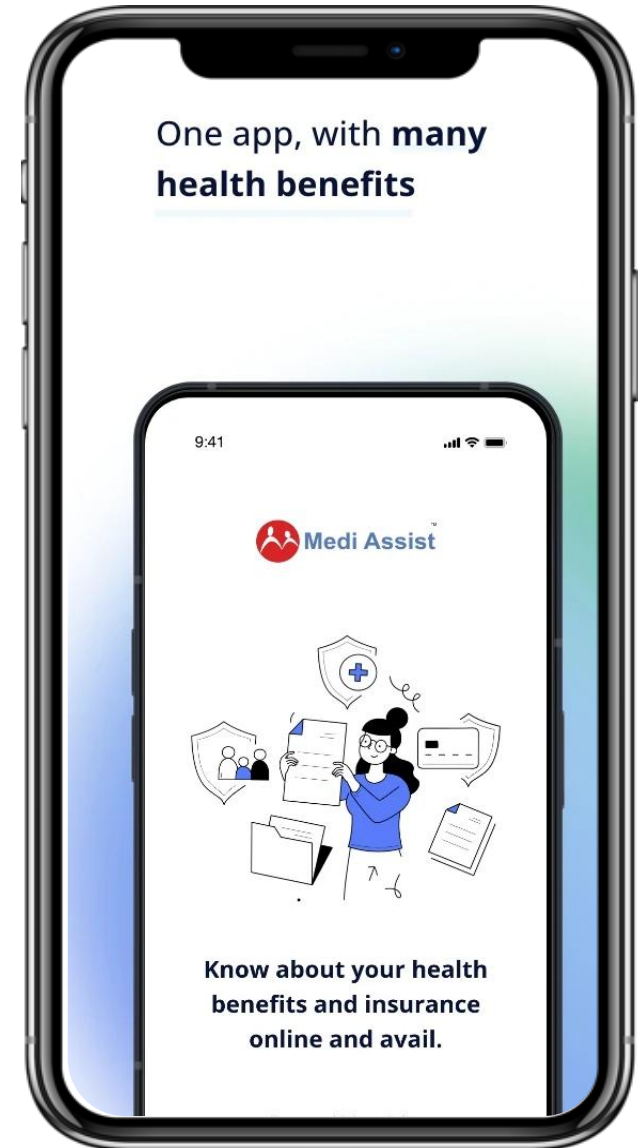 One app, with many
health benefits
9:41
Medi Assist™
Know about your health
benefits and insurance
online and avail.